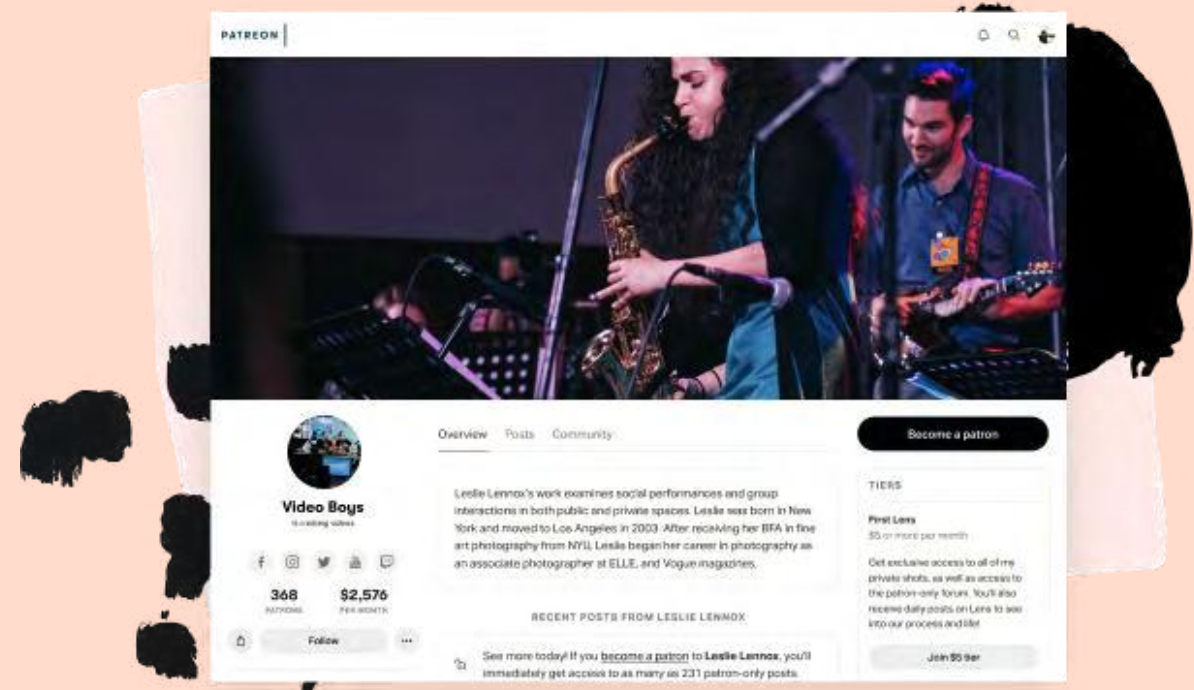 PATREON
Overview Posts Community
Become a patron
Video Boys
is creating videos
368
PATRONS
$2,576
PER MONTH
Follow
Leslie Lennox's work examines social performances and group
interactions in both public and private spaces. Leslie was born in New
York and moved to Los Angeles in 2003. After receiving her BFA in fine
art photography from NYU, Leslie began her career in photography as
an associate photographer at ELLE, and Vogue magazines.
RECENT POSTS FROM LESLIE LENNOX
See more today! If you become a patron to Leslie Lennox, you'll
immediately get access to as many as 231 patron-only posts.
TIERS
First Lens
$5 or more per month
Get exclusive access to all of my
private shots, as well as access to
the patron-only forum. You'll also
receive daily posts on Lens to see
into our process and life!
Join $5 tier